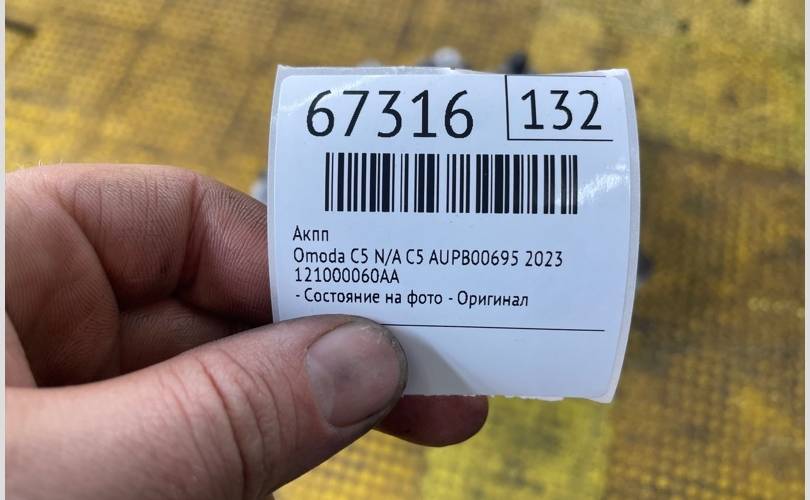 67316 132
Акпп
Omoda C5 N/A C5 AUPB00695 2023
121000060AA
- Состояние на фото - Оригинал